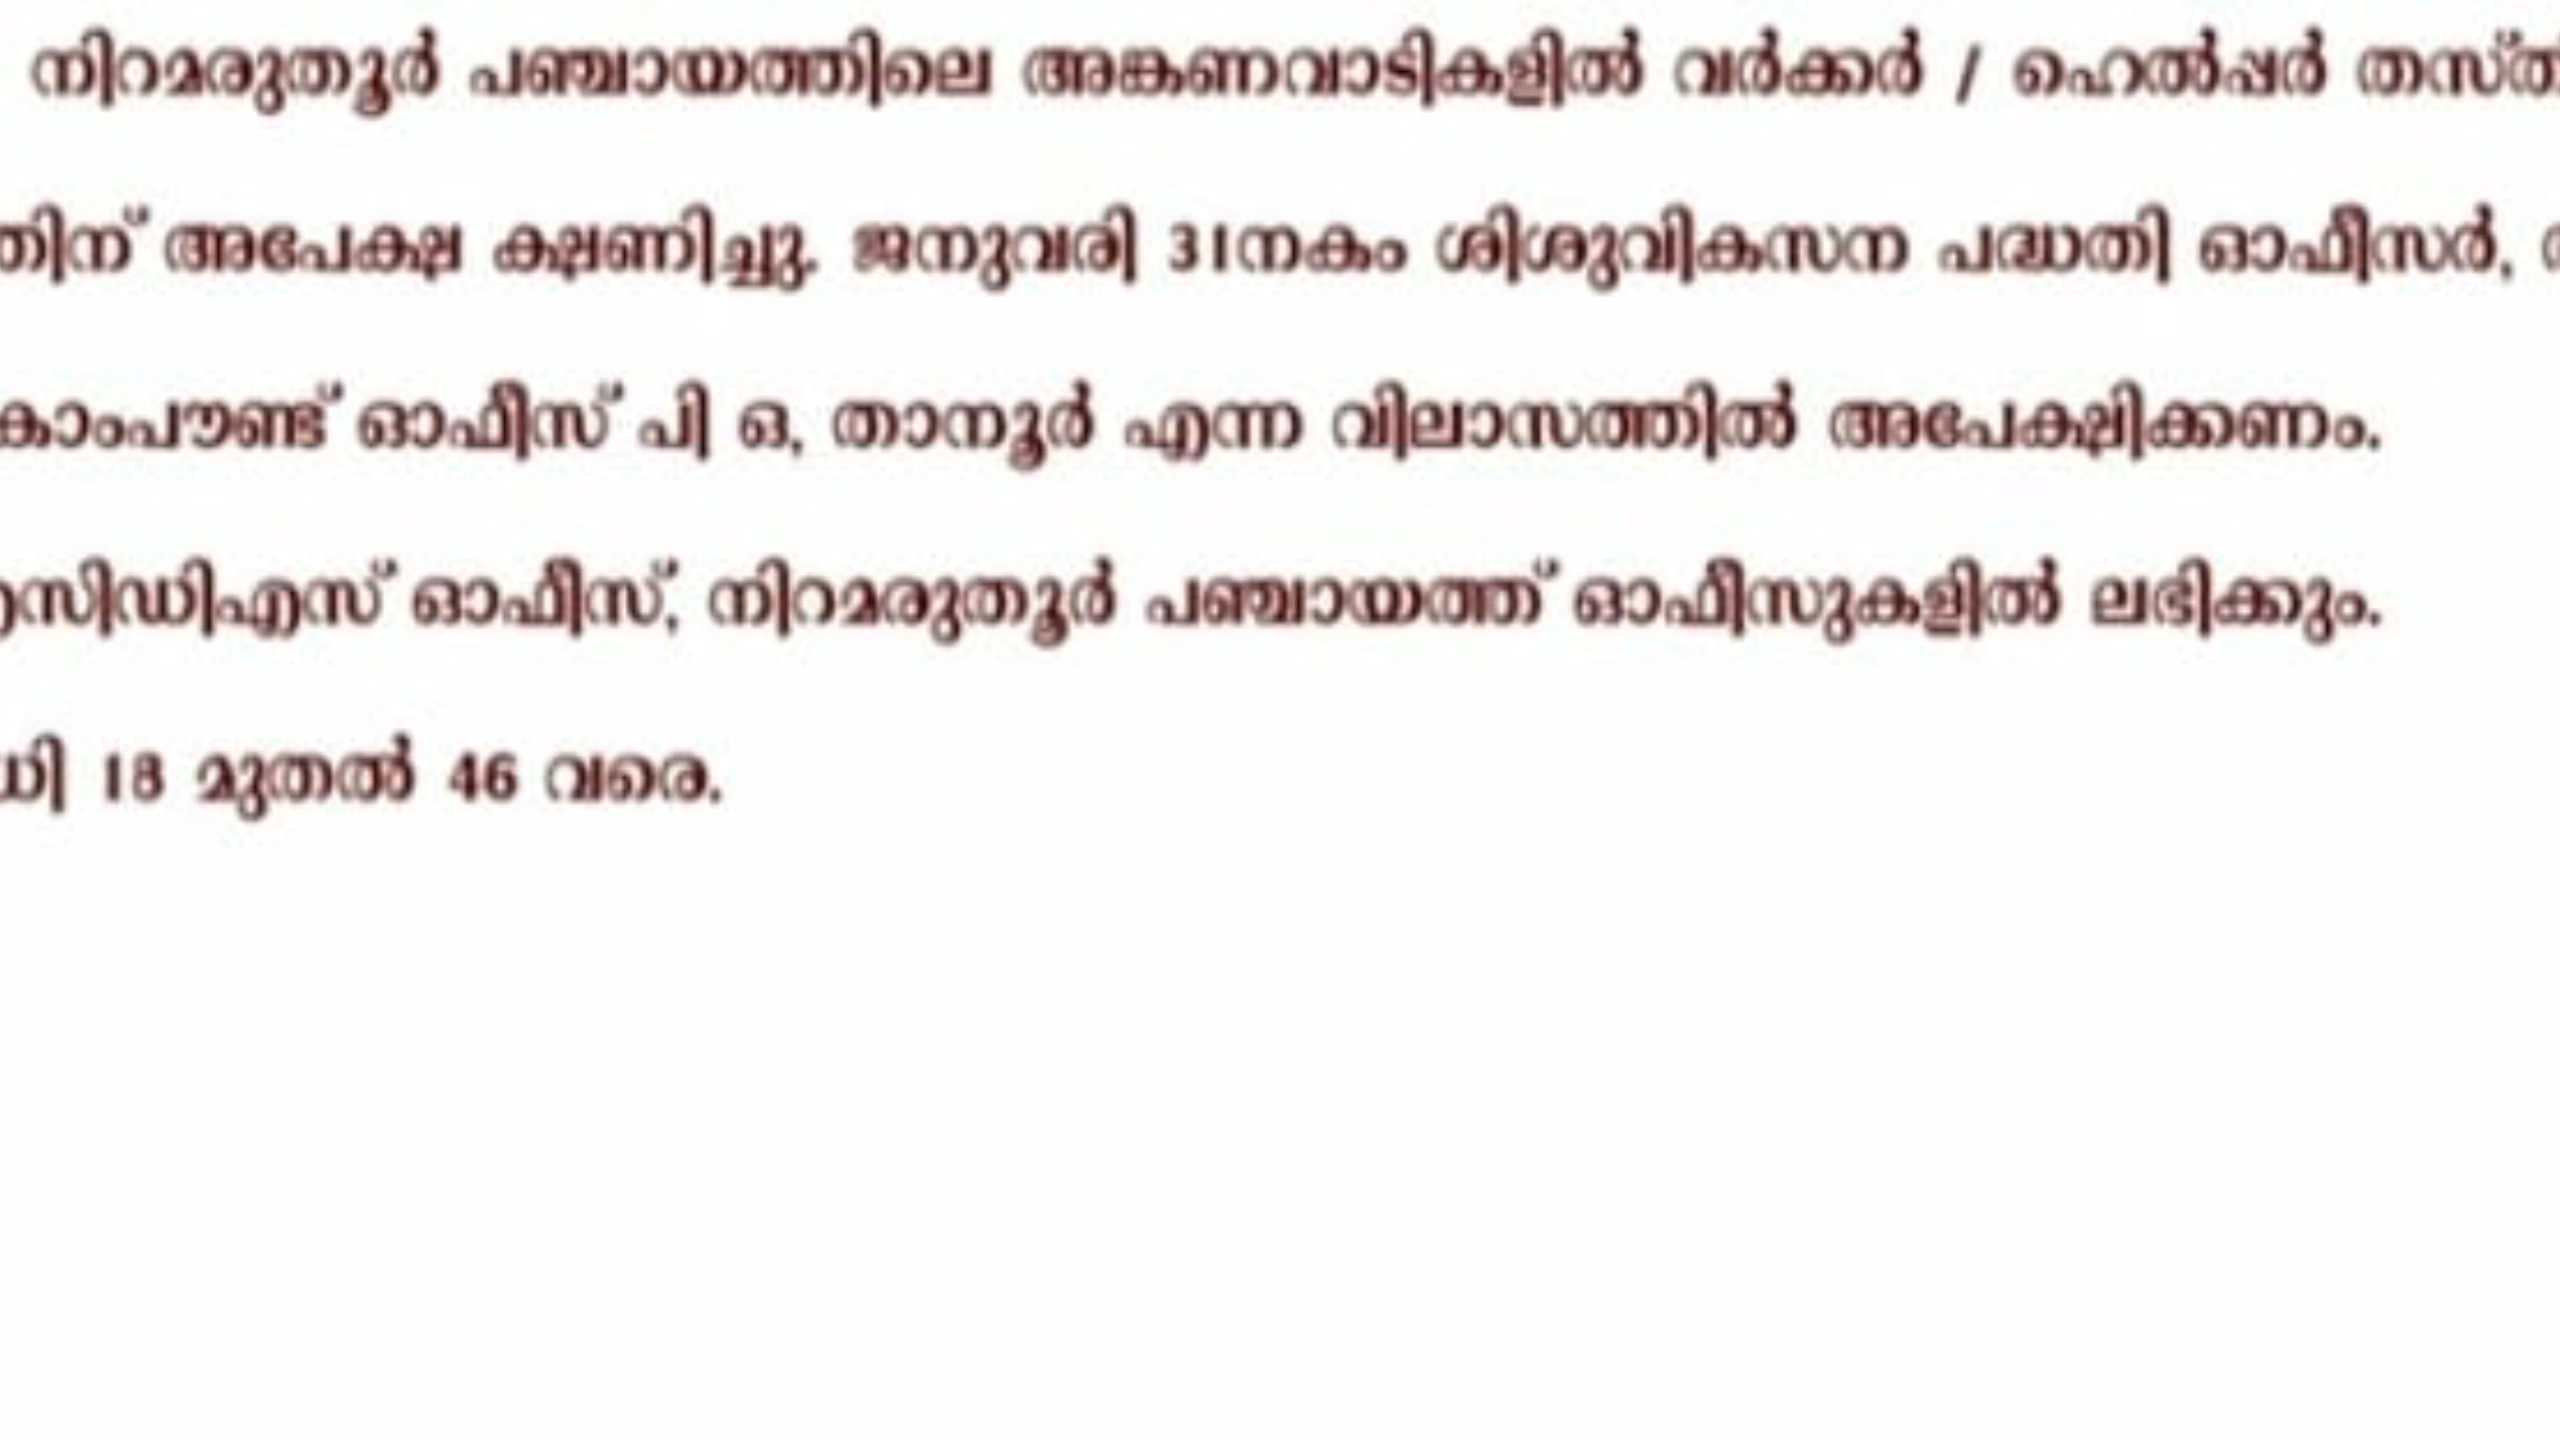 നിറമരുതൂർ പഞ്ചായത്തിലെ അങ്കണവാടികളിൽ വർക്കർ / ഹെൽപ്പർ
അപേക്ഷ ക്ഷണിച്ചു. ജനുവരി 31നകം ശിശുവികസന പദ്ധതി ഓഫീസർ,
ഓഫീസ് പി ഒ, താനൂർ എന്ന വിലാസത്തിൽ അപേക്ഷിക്കണം.
ഓഫീസ്, നിറമരുതൂർ പഞ്ചായത്ത് ഓഫീസുകളിൽ ലഭിക്കും.
18 മുതൽ 46 വരെ.